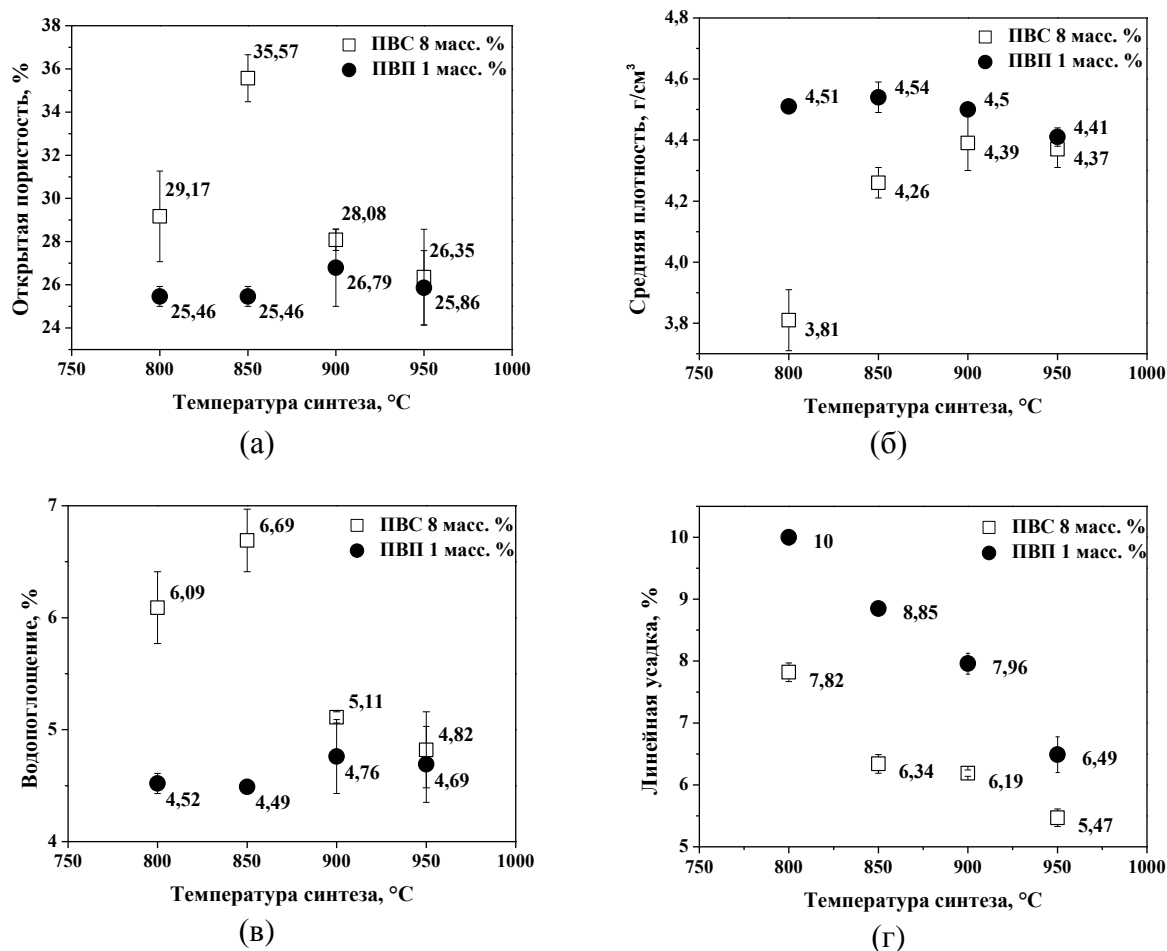 38
36
34
32
30
28
26
24
Открытая пористость, %
ПВС 8 масс. %
ПВП 1 масс. %
35,57
29,17
28,08
26,35
25,46
25,46
26,79
25,86
750 800 850 900 950 1000
Температура синтеза, °C
(а)
4,8
4,6
4,4
4,2
4,0
3,8
Средняя плотность, г/см³
ПВС 8 масс. %
ПВП 1 масс. %
4,51
4,54
4,5
4,41
4,39
4,37
4,26
3,81
750 800 850 900 950 1000
Температура синтеза, °C
(б)
7
6
5
4
Водопоглощение, %
ПВС 8 масс. %
ПВП 1 масс. %
6,69
6,09
5,11
4,82
4,52
4,49
4,76
4,69
750 800 850 900 950 1000
Температура синтеза, °C
(в)
10
9
8
7
6
5
Линейная усадка, %
ПВС 8 масс. %
ПВП 1 масс. %
10
8,85
7,96
7,82
6,49
6,34
6,19
5,47
750 800 850 900 950 1000
Температура синтеза, °C
(г)